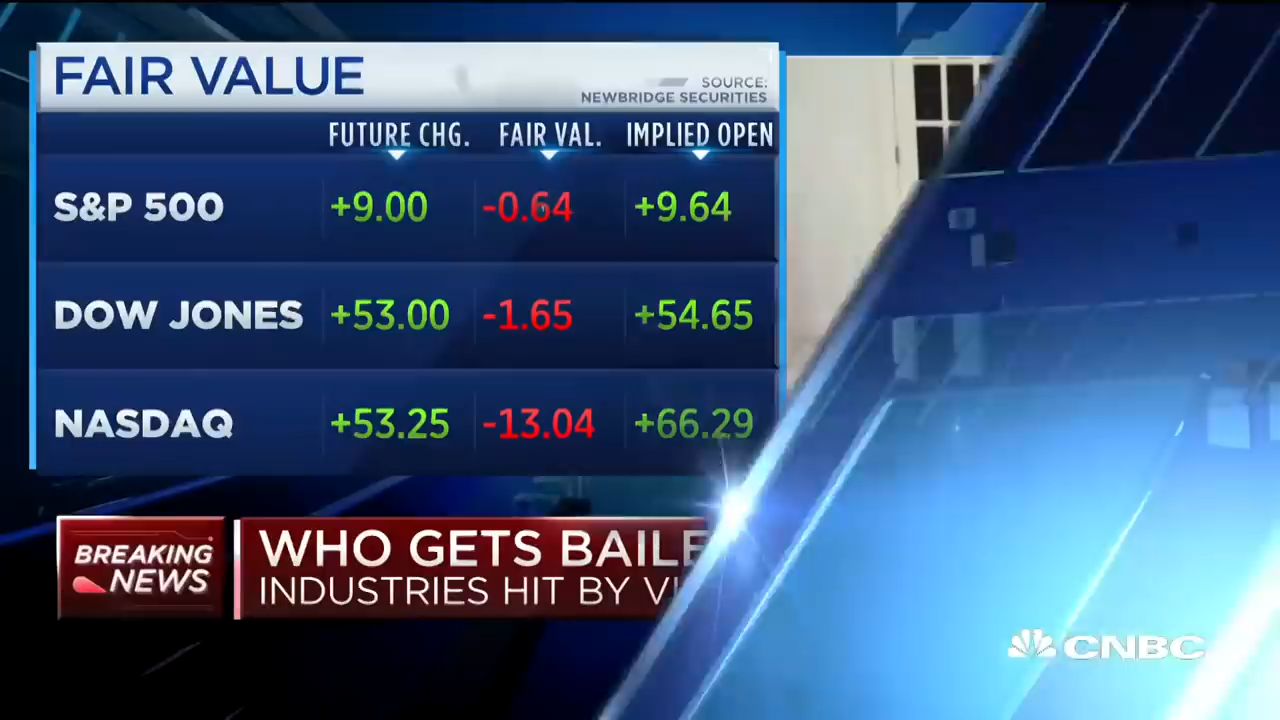 FAIR VALUE
SOURCE:
NEWBRIDGE SECURITIES
FUTURE CHG. FAIR VAL. IMPLIED OPEN
S&P 500 +9.00 -0.64 +9.64
DOW JONES +53.00 -1.65 +54.65
NASDAQ +53.25 -13.04 +66.29
BREAKING
NEWS
WHO GETS BAILE
INDUSTRIES HIT BY
CNBC